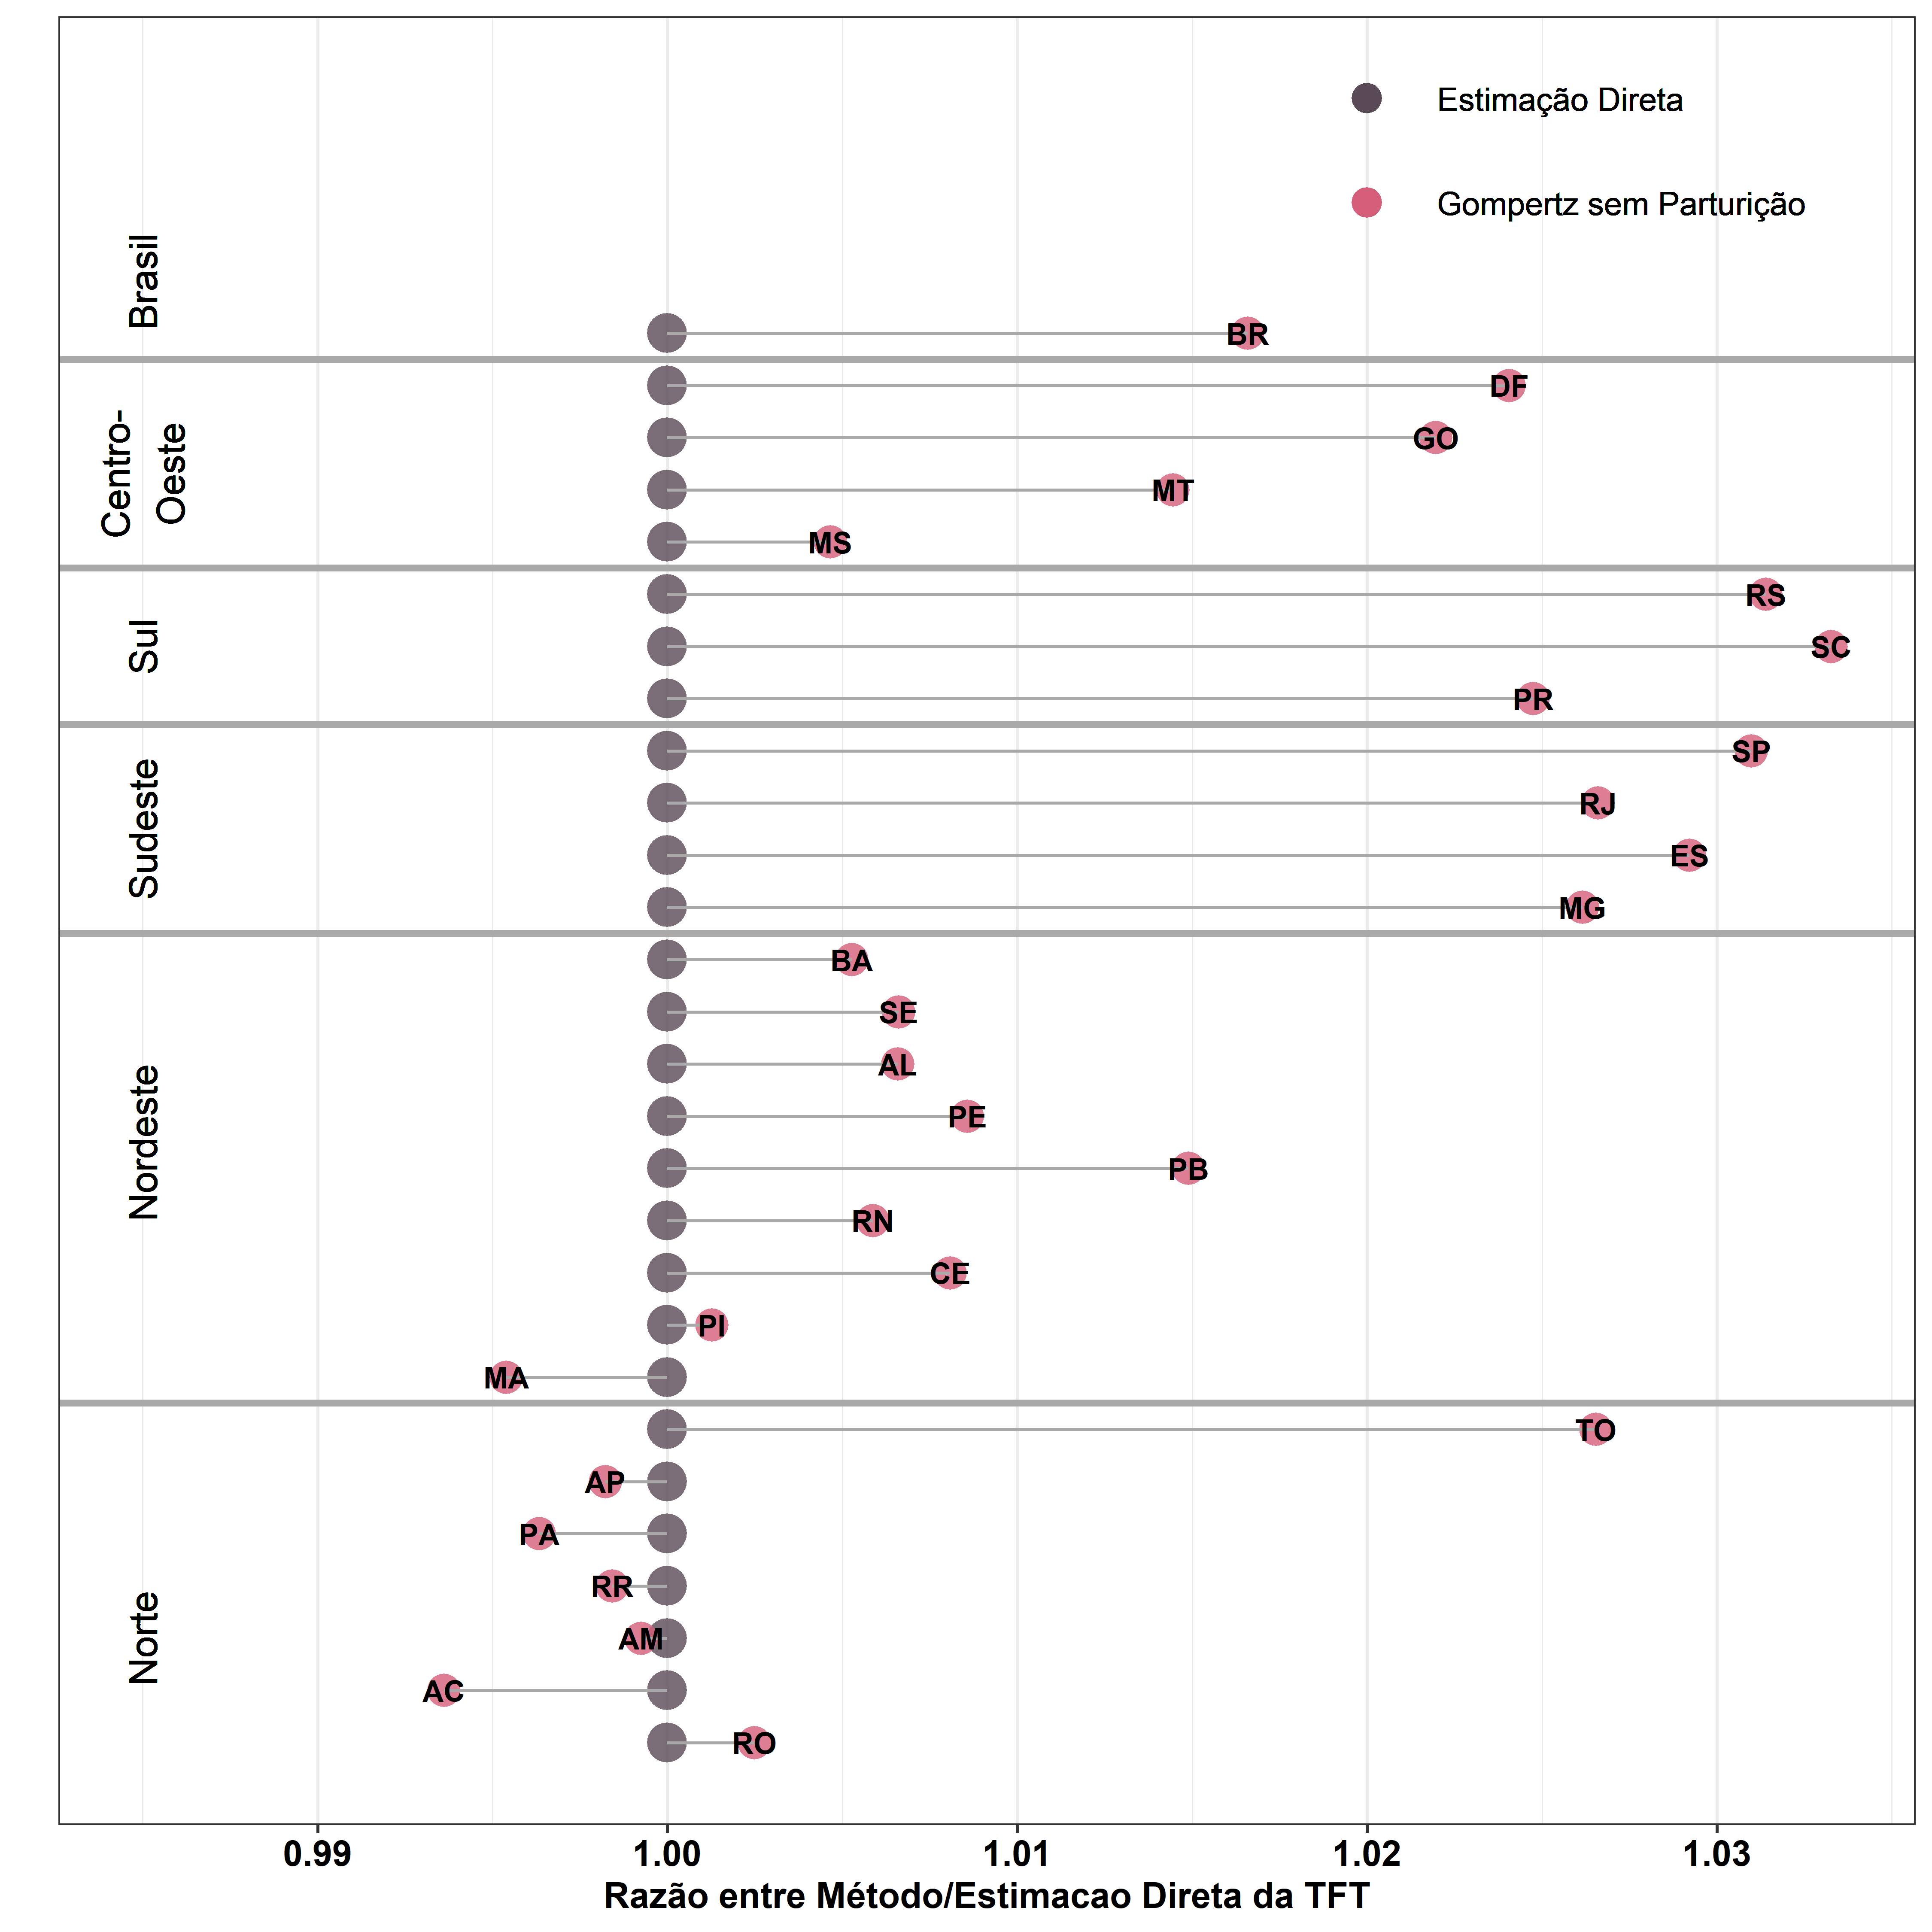 Estimação Direta
Gompertz sem Parturição
Brasil
BR
Centro-
Oeste
DF
GO
MT
MS
Sul
RS
SC
PR
Sudeste
SP
RJ
ES
MG
Nordeste
BA
SE
AL
PE
PB
RN
CE
PI
MA
Norte
TO
AP
PA
RR
AM
AC
RO
0.99 1.00 1.01 1.02 1.03
Razão entre Método/Estimacao Direta da TFT